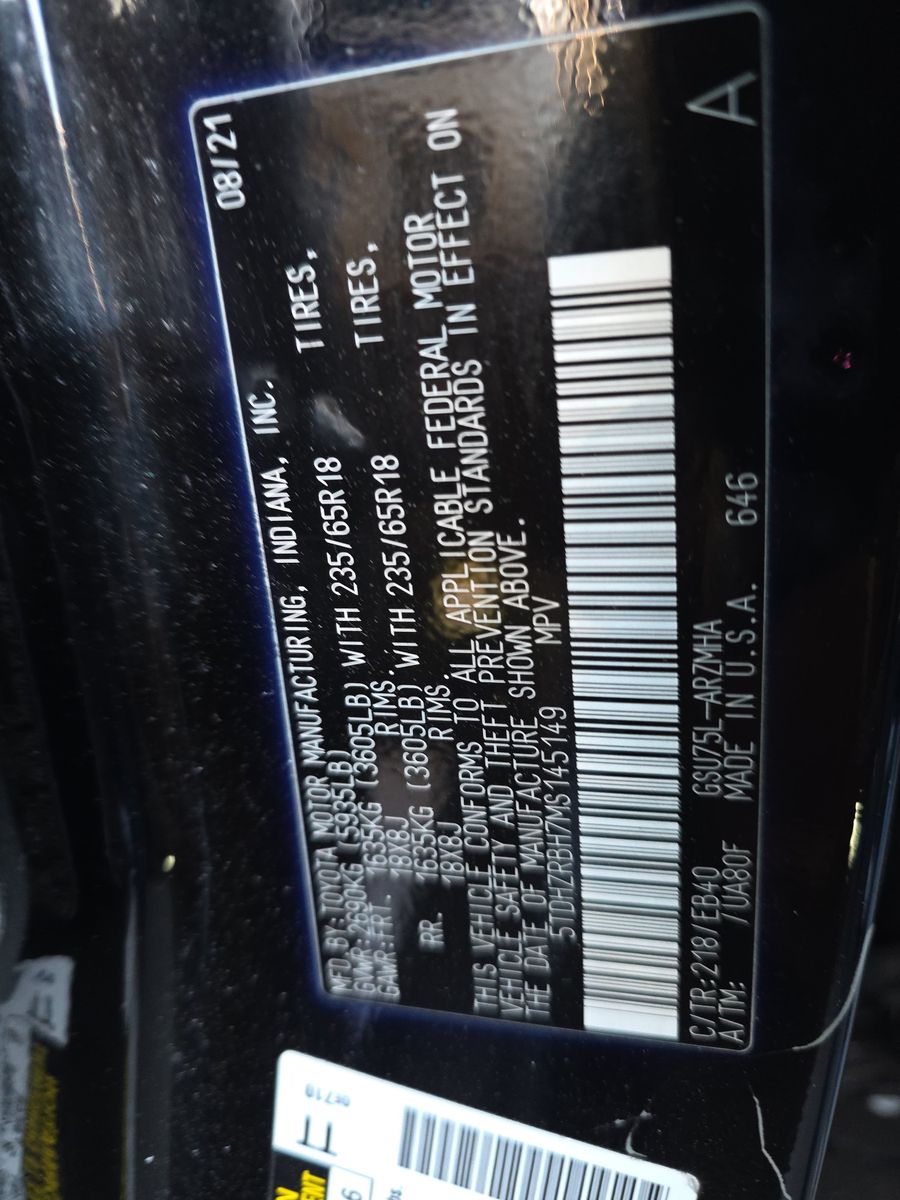 MFD.BY:TOYOTA MOTOR MANUFACTURING, INDIANA, INC. 08/21
GVWR:2690KG (5935LB)
GAWR:FRT. 1635KG (3605LB) WITH 235/65R18 TIRES,
18X8J RIMS.
RR. 1635KG (3605LB) WITH 235/65R18 TIRES,
18X8J RIMS.
THIS VEHICLE CONFORMS TO ALL APPLICABLE FEDERAL MOTOR
VEHICLE SAFETY AND THEFT PREVENTION STANDARDS IN EFFECT ON
THE DATE OF MANUFACTURE SHOWN ABOVE.
5TDHZRBH7MS145149 MPV
C/TR:218/EB40 GSU75L-ARZMHA A
A/TM: /UA80F MADE IN U.S.A. 646
TT
0E710